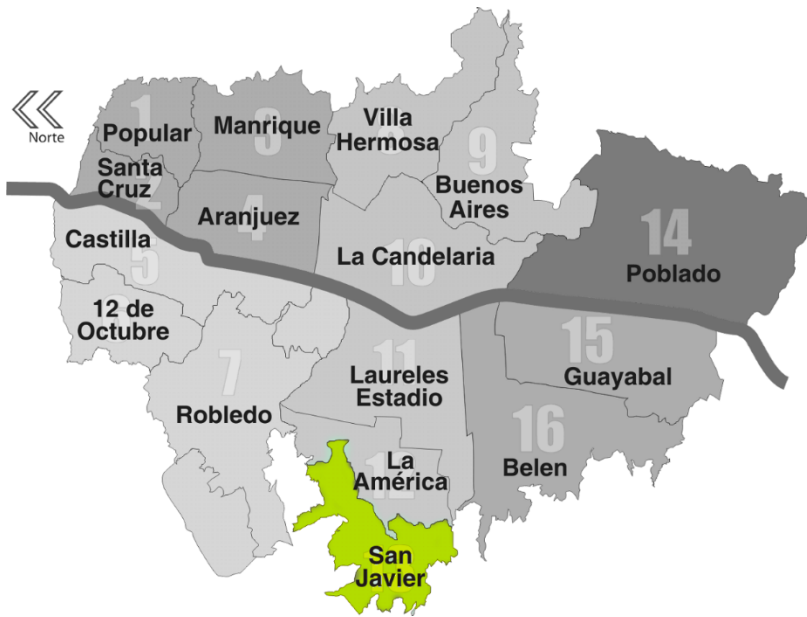 Norte
1
Popular
Santa
Cruz
2
3
Manrique
4
Aranjuez
Villa
Hermosa
8
9
Buenos
Aires
5
Castilla
12 de
Octubre
7
Robledo
10
La Candelaria
14
Poblado
11
Laureles
Estadio
15
Guayabal
16
Belen
12
La
América
San
Javier